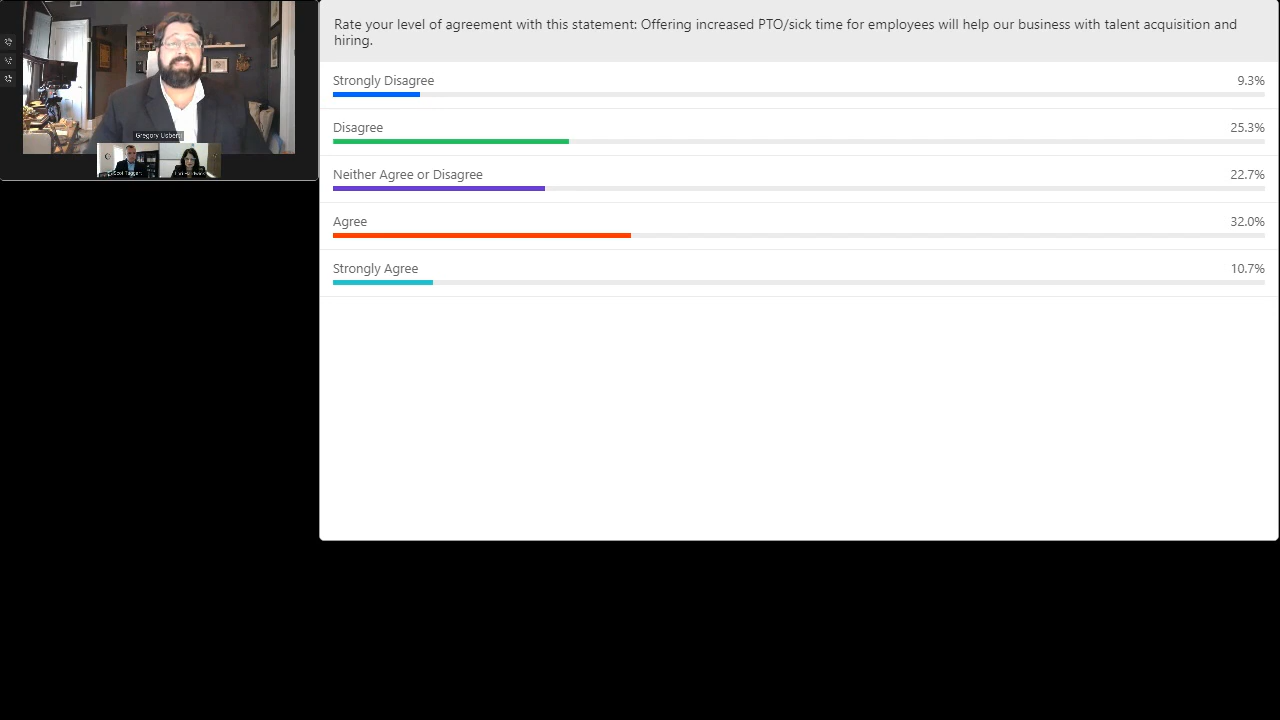 Rate your level of agreement with this statement: Offering increased PTO/sick time for employees will help our business with talent acquisition and
hiring.
Strongly Disagree 9.3%
Disagree 25.3%
Neither Agree or Disagree 22.7%
Agree 32.0%
Strongly Agree 10.7%
Gregory